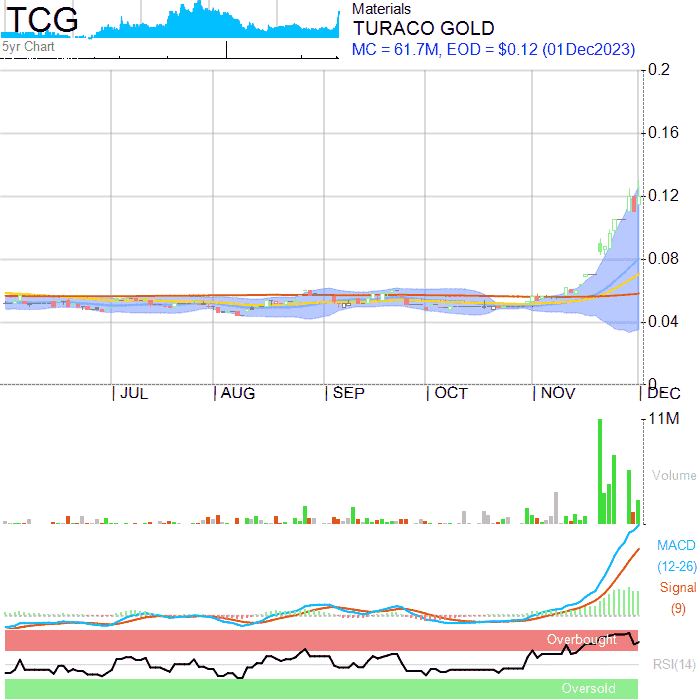 TCG
5yr Chart
Materials
TURACO GOLD
MC = 61.7M, EOD = $0.12 (01Dec2023)
0.2
0.16
0.12
0.08
0.04
0
JUL AUG SEP OCT NOV DEC
11M
Volume
MACD
(12-26)
Signal
(9)
Overbought
RSI(14)
Oversold